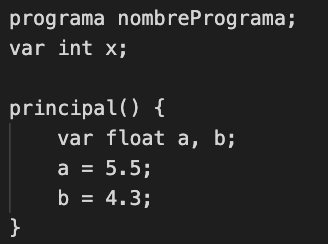 programa nombrePrograma;
var int x;

principal() {
    var float a, b;
    a = 5.5;
    b = 4.3;
}